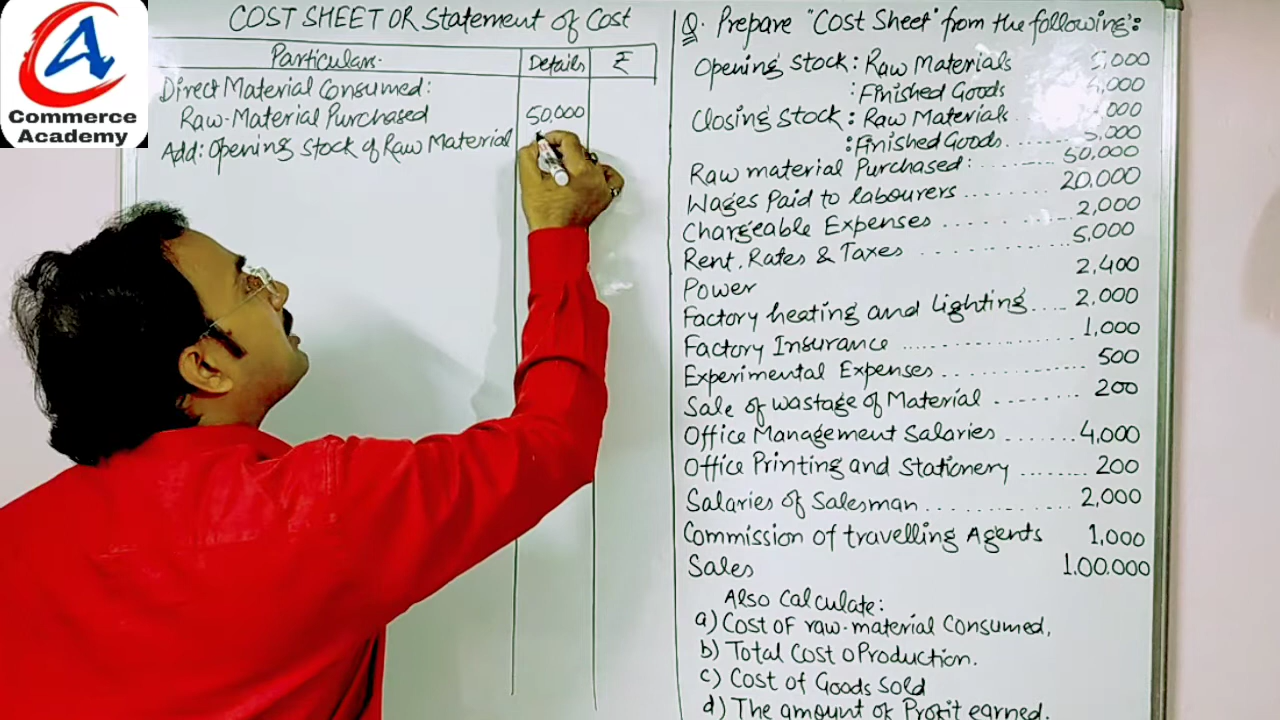 Commerce
Academy
COST SHEET OR Statement of Cost
Particulars. Details ₹
Direct Material Consumed:
Raw-Material Purchased 50,000
Add: Opening Stock of Raw Material
Q. Prepare "Cost Sheet" from the following:
Opening Stock: Raw Materials 5,000
: Finished Goods 4,000
Closing Stock: Raw Materials. 000
: Finished Goods........ 5,000
Raw material Purchased: ........ 50,000
Wages Paid to labourers .......... 20,000
Chargeable Expenses .......... 2,000
Rent, Rates & Taxes .......... 5,000
Power 2,400
Factory heating and Lighting.... 2,000
Factory Insurance .................. 1,000
Experimental Expenses............... 500
Sale of wastage of Material ........ 200
Office Management Salaries ....... 4,000
Office Printing and Stationery ....... 200
Salaries of Salesman ............... 2,000
Commission of travelling Agents 1,000
Sales 1,00,000
Also Calculate:
a) Cost of raw-material Consumed,
b) Total Cost oProduction.
c) Cost of Goods Sold
d) The amount of Profit earned.